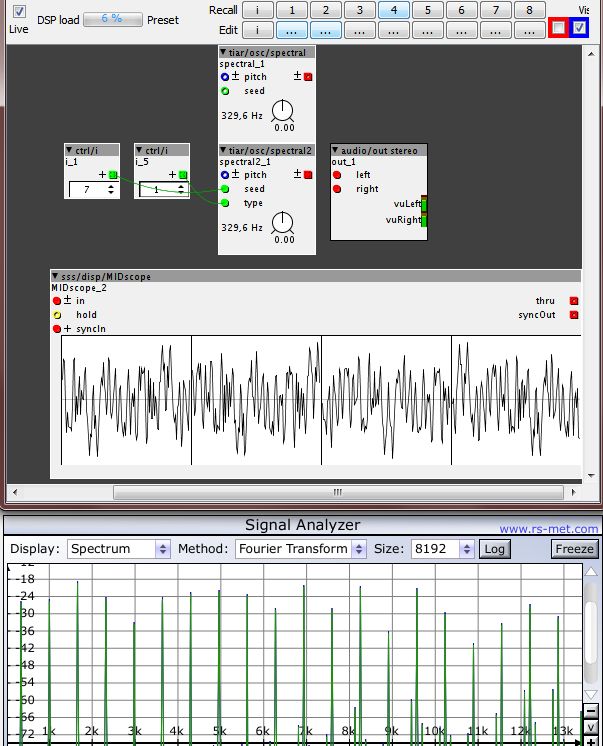 Live
DSP load
6 %
Preset
Recall
i
1
2
3
4
5
6
7
8
Edit
i
...
...
...
...
...
...
...
...
tiar/osc/spectral
spectral_1
± pitch ±
seed
329,6 Hz
0.00
ctrl/i
i_1
+
7
ctrl/i
i_5
+
1
tiar/osc/spectral2
spectral2_1
± pitch ±
seed
type
329,6 Hz
0.00
audio/out stereo
out_1
left
right
vuLeft
vuRight
sss/disp/MIDscope
MIDscope_2
± in
thru
hold
syncOut
+ syncIn
Signal Analyzer
www.rs-met.com
Display: Spectrum
Method: Fourier Transform
Size: 8192
Log
Freeze
-18
-24
-30
-36
-42
-48
-54
-60
-66
-72
1k
2k
3k
4k
5k
6k
7k
8k
9k
10k
11k
12k
13k